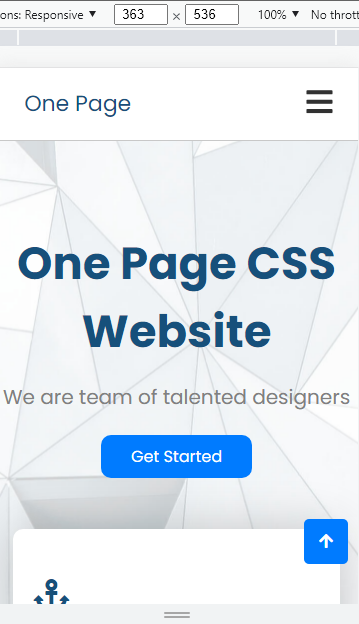 ons: Responsive ▼ 363 × 536 100% ▼ No thrott
One Page
One Page CSS
Website
We are team of talented designers
Get Started